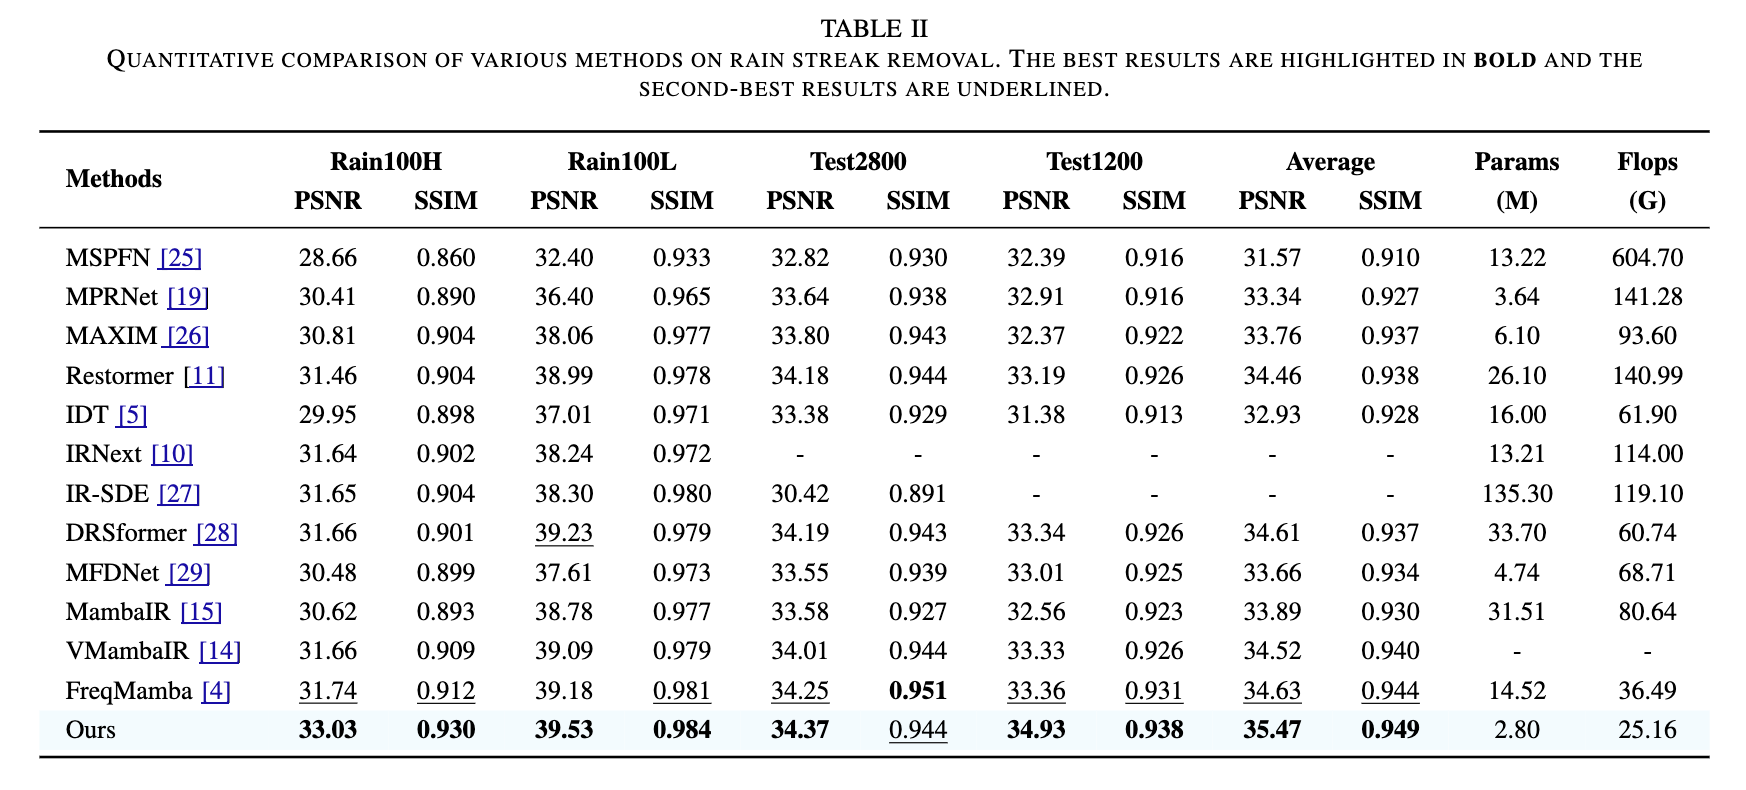 TABLE II
QUANTITATIVE COMPARISON OF VARIOUS METHODS ON RAIN STREAK REMOVAL. THE BEST RESULTS ARE HIGHLIGHTED IN BOLD AND THE
SECOND-BEST RESULTS ARE UNDERLINED.
Methods Rain100H Rain100L Test2800 Test1200 Average Params Flops
PSNR SSIM PSNR SSIM PSNR SSIM PSNR SSIM PSNR SSIM (M) (G)
MSPFN [25] 28.66 0.860 32.40 0.933 32.82 0.930 32.39 0.916 31.57 0.910 13.22 604.70
MPRNet [19] 30.41 0.890 36.40 0.965 33.64 0.938 32.91 0.916 33.34 0.927 3.64 141.28
MAXIM [26] 30.81 0.904 38.06 0.977 33.80 0.943 32.37 0.922 33.76 0.937 6.10 93.60
Restormer [11] 31.46 0.904 38.99 0.978 34.18 0.944 33.19 0.926 34.46 0.938 26.10 140.99
IDT [5] 29.95 0.898 37.01 0.971 33.38 0.929 31.38 0.913 32.93 0.928 16.00 61.90
IRNext [10] 31.64 0.902 38.24 0.972 - - - - - - 13.21 114.00
IR-SDE [27] 31.65 0.904 38.30 0.980 30.42 0.891 - - - - 135.30 119.10
DRSformer [28] 31.66 0.901 39.23 0.979 34.19 0.943 33.34 0.926 34.61 0.937 33.70 60.74
MFDNet [29] 30.48 0.899 37.61 0.973 33.55 0.939 33.01 0.925 33.66 0.934 4.74 68.71
MambaIR [15] 30.62 0.893 38.78 0.977 33.58 0.927 32.56 0.923 33.89 0.930 31.51 80.64
VMambaIR [14] 31.66 0.909 39.09 0.979 34.01 0.944 33.33 0.926 34.52 0.940 - -
FreqMamba [4] 31.74 0.912 39.18 0.981 34.25 0.951 33.36 0.931 34.63 0.944 14.52 36.49
Ours 33.03 0.930 39.53 0.984 34.37 0.944 34.93 0.938 35.47 0.949 2.80 25.16